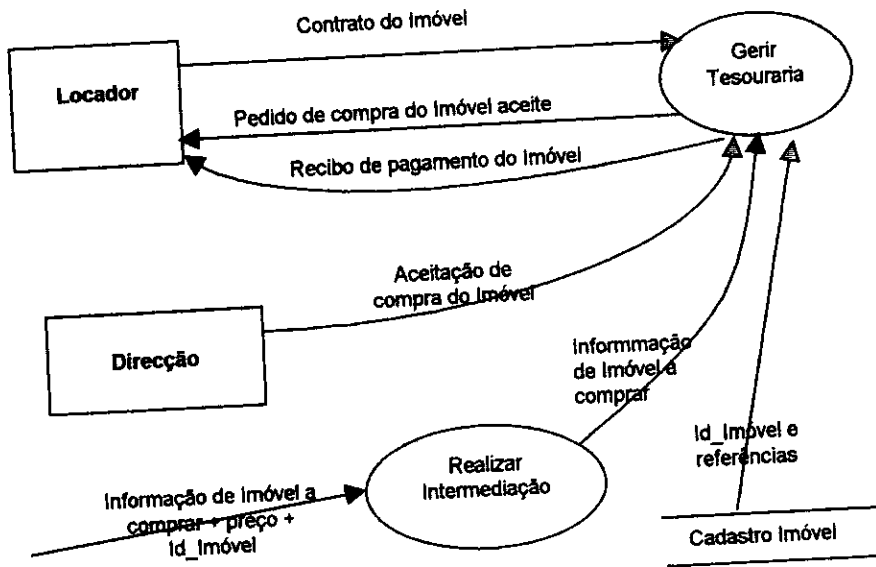 Contrato do Imóvel
Gerir
Tesouraria
Locador
Pedido de compra do Imóvel aceite
Recibo de pagamento do Imóvel
Aceitação de
compra do Imóvel
Direcção
Informmação
de Imóvel a
comprar
Id_Imóvel e
referências
Realizar
Intermediação
Informação de Imóvel a
comprar + preço +
Id_Imóvel
Cadastro Imóvel